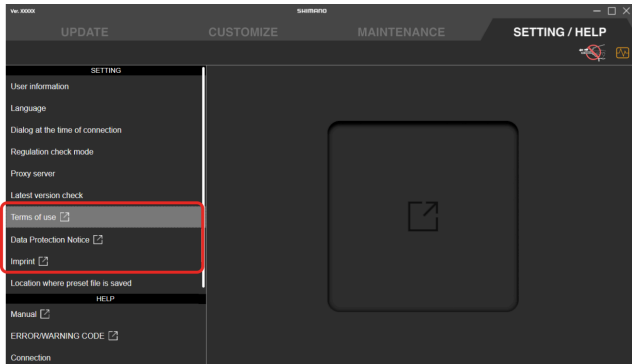 Ver. XXXXX
SHIMANO
UPDATE CUSTOMIZE MAINTENANCE SETTING / HELP
SETTING
User information
Language
Dialog at the time of connection
Regulation check mode
Proxy server
Latest version check
Terms of use
Data Protection Notice
Imprint
Location where preset file is saved
HELP
Manual
ERROR/WARNING CODE
Connection